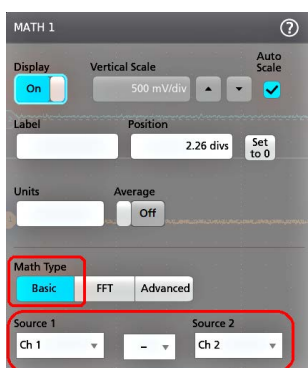 MATH 1
?
Auto
Display Vertical Scale Scale
On 500 mV/div
Label Position
2.26 divs Set
to 0
Units Average
Off
Math Type
Basic FFT Advanced
Source 1 Source 2
Ch 1 – Ch 2